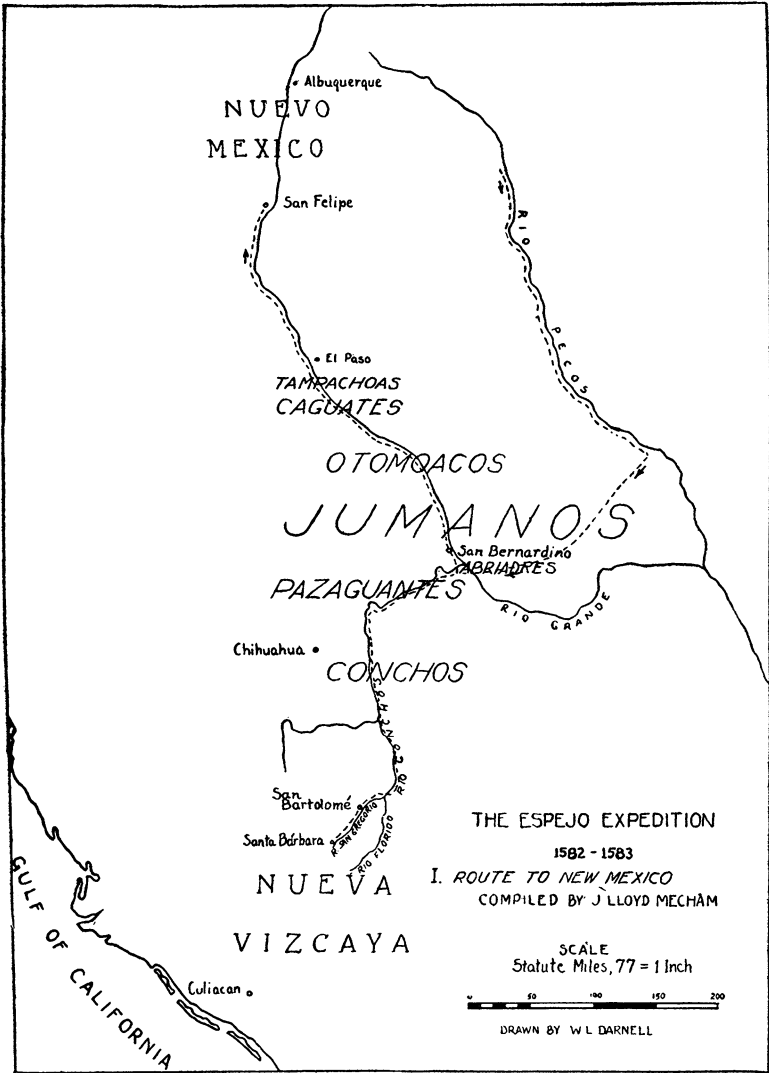 Albuquerque
NUEVO
MEXICO
San Felipe
RIO
PECOS
El Paso
TAMPACHOAS
CAGUATES
OTOMOACOS
JUMANOS
San Bernardino
ABRIADRES
PAZAGUANTES
RIO GRANDE
Chihuahua
CONCHOS
RIO CONCHOS
San
Bartolomé
R. SAN GREGORIO
Santa Bárbara
RIO FLORIDO
NUEVA
VIZCAYA
GULF OF CALIFORNIA
Culiacan
THE ESPEJO EXPEDITION
1582-1583
I. ROUTE TO NEW MEXICO
COMPILED BY J LLOYD MECHAM
SCALE
Statute Miles, 77 = 1 Inch
0 50 100 150 200
DRAWN BY W L DARNELL